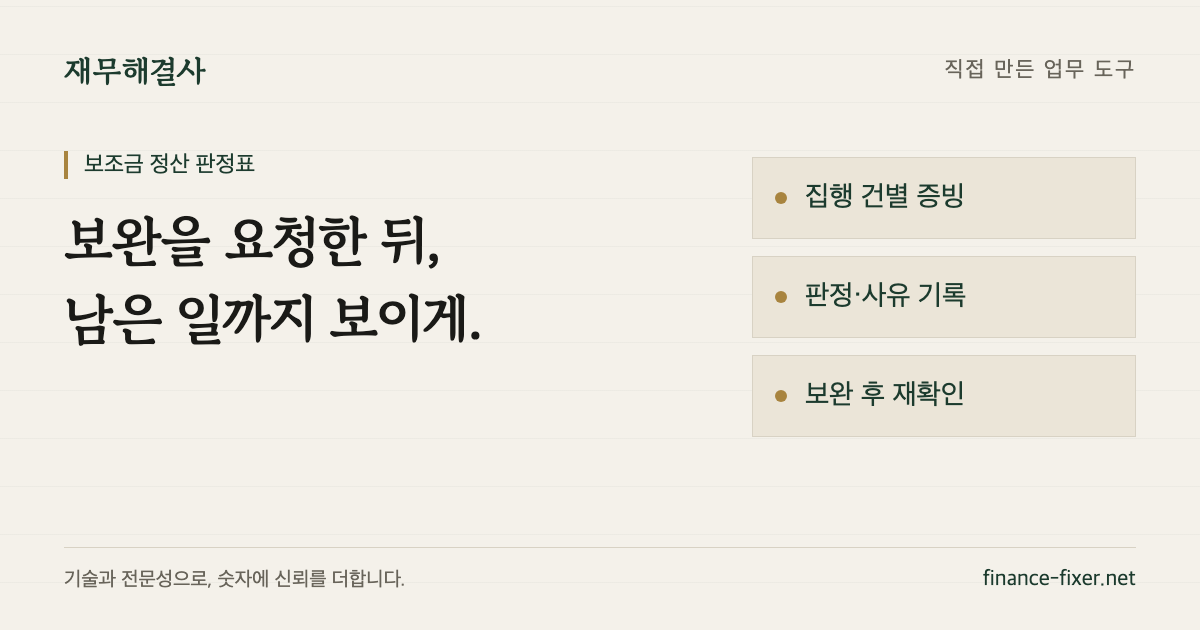 재무해결사
직접 만든 업무 도구
보조금 정산 판정표
보완을 요청한 뒤,
남은 일까지 보이게.
집행 건별 증빙
판정·사유 기록
보완 후 재확인
기술과 전문성으로, 숫자에 신뢰를 더합니다.
finance-fixer.net